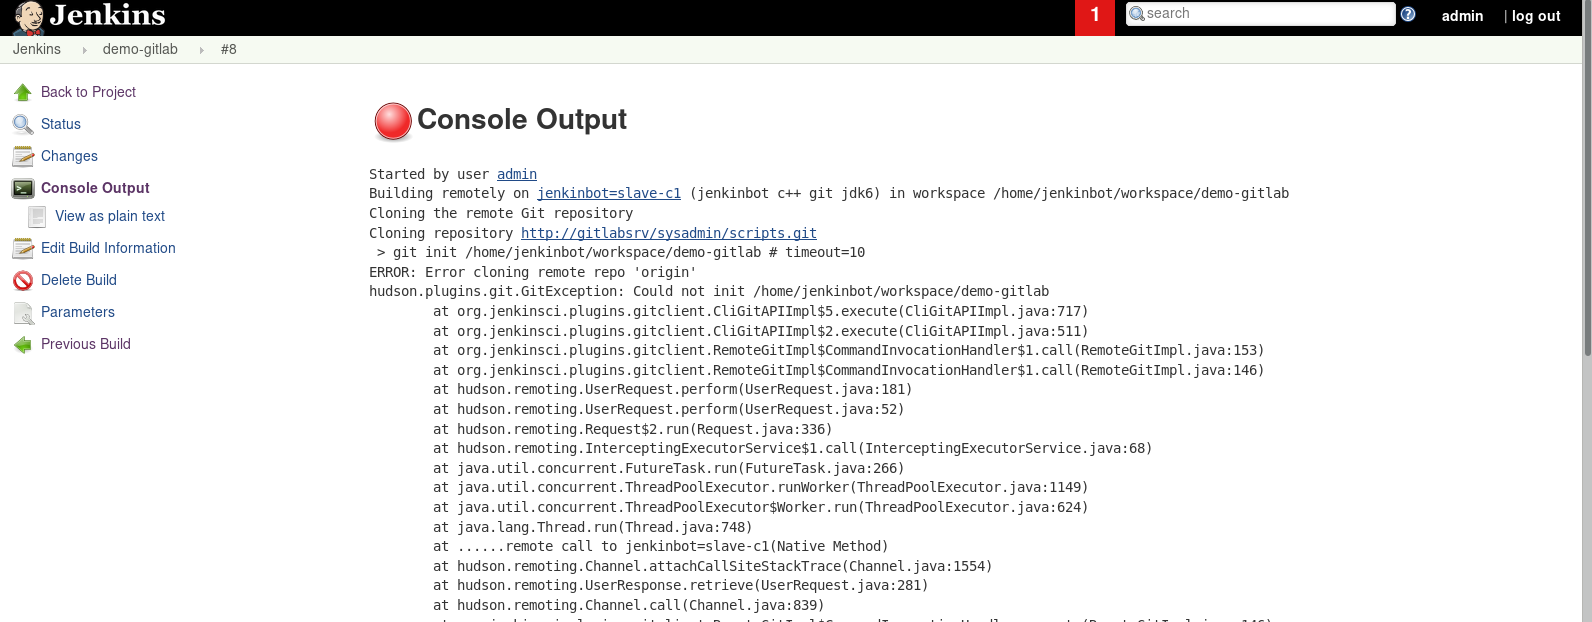 Jenkins
1
search
admin
| log out
Jenkins
demo-gitlab
#8
Back to Project
Status
Changes
Console Output
View as plain text
Edit Build Information
Delete Build
Parameters
Previous Build
Console Output
Started by user admin
Building remotely on jenkinbot=slave-c1 (jenkinbot c++ git jdk6) in workspace /home/jenkinbot/workspace/demo-gitlab
Cloning the remote Git repository
Cloning repository http://gitlabsrv/sysadmin/scripts.git
 > git init /home/jenkinbot/workspace/demo-gitlab # timeout=10
ERROR: Error cloning remote repo 'origin'
hudson.plugins.git.GitException: Could not init /home/jenkinbot/workspace/demo-gitlab
	at org.jenkinsci.plugins.gitclient.CliGitAPIImpl$5.execute(CliGitAPIImpl.java:717)
	at org.jenkinsci.plugins.gitclient.CliGitAPIImpl$2.execute(CliGitAPIImpl.java:511)
	at org.jenkinsci.plugins.gitclient.RemoteGitImpl$CommandInvocationHandler$1.call(RemoteGitImpl.java:153)
	at org.jenkinsci.plugins.gitclient.RemoteGitImpl$CommandInvocationHandler$1.call(RemoteGitImpl.java:146)
	at hudson.remoting.UserRequest.perform(UserRequest.java:181)
	at hudson.remoting.UserRequest.perform(UserRequest.java:52)
	at hudson.remoting.Request$2.run(Request.java:336)
	at hudson.remoting.InterceptingExecutorService$1.call(InterceptingExecutorService.java:68)
	at java.util.concurrent.FutureTask.run(FutureTask.java:266)
	at java.util.concurrent.ThreadPoolExecutor.runWorker(ThreadPoolExecutor.java:1149)
	at java.util.concurrent.ThreadPoolExecutor$Worker.run(ThreadPoolExecutor.java:624)
	at java.lang.Thread.run(Thread.java:748)
	at ......remote call to jenkinbot=slave-c1(Native Method)
	at hudson.remoting.Channel.attachCallSiteStackTrace(Channel.java:1554)
	at hudson.remoting.UserResponse.retrieve(UserRequest.java:281)
	at hudson.remoting.Channel.call(Channel.java:839)